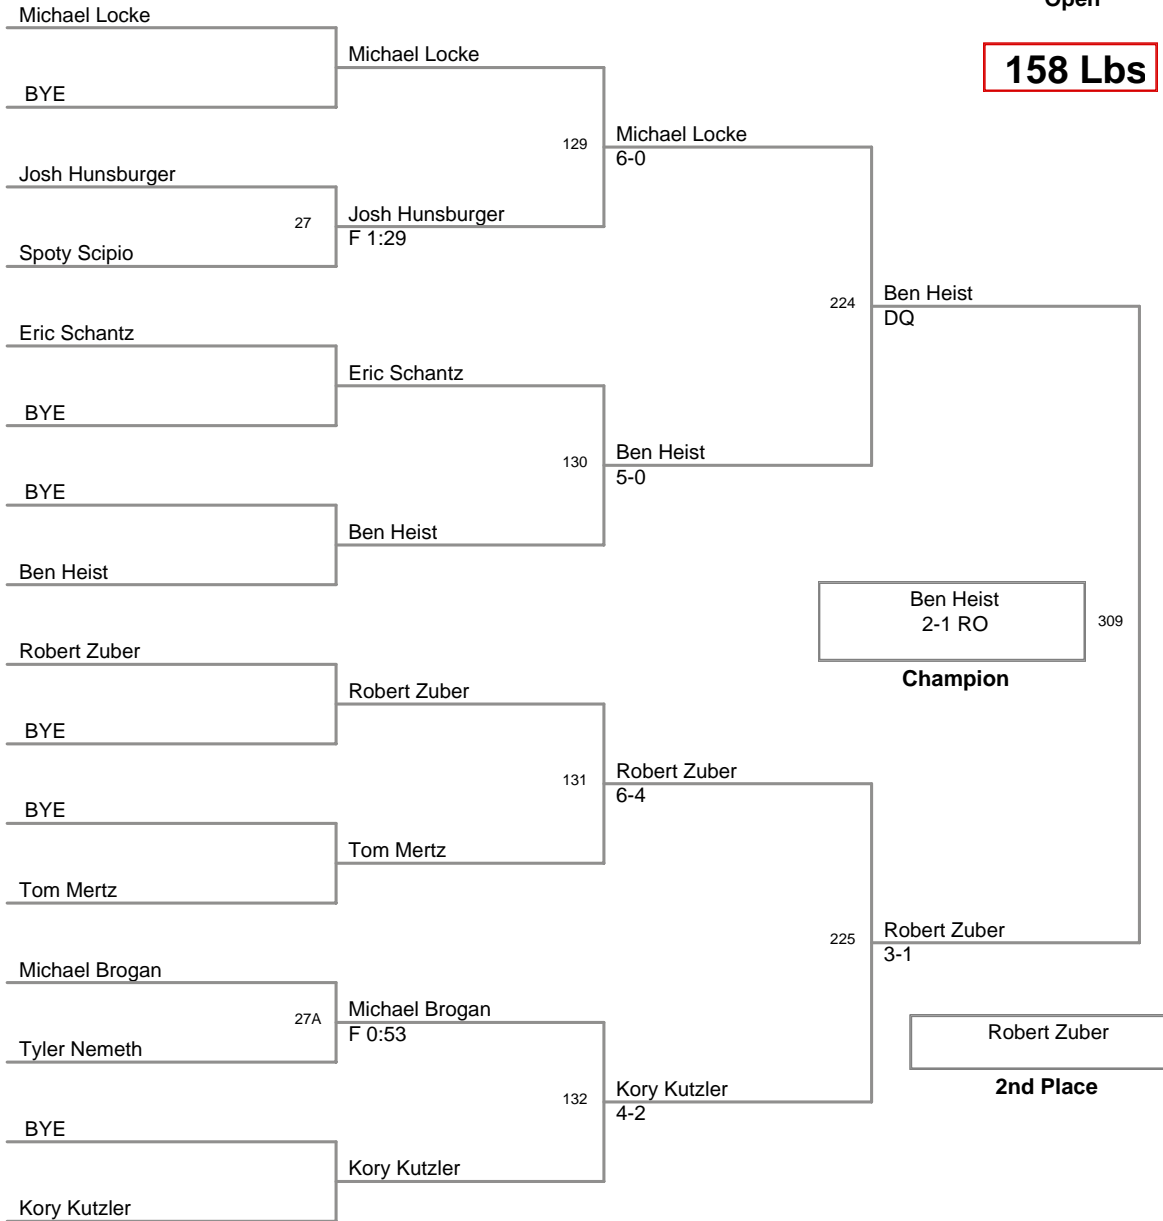 Open
158 Lbs
Michael Locke
BYE
Michael Locke
Josh Hunsburger
27
Spoty Scipio
Josh Hunsburger
F 1:29
129
Michael Locke
6-0
Eric Schantz
BYE
Eric Schantz
BYE
Ben Heist
Ben Heist
130
Ben Heist
5-0
224
Ben Heist
DQ
Robert Zuber
BYE
Robert Zuber
BYE
Tom Mertz
Tom Mertz
131
Robert Zuber
6-4
Michael Brogan
27A
Tyler Nemeth
Michael Brogan
F 0:53
BYE
Kory Kutzler
Kory Kutzler
132
Kory Kutzler
4-2
225
Robert Zuber
3-1
309
Ben Heist
2-1 RO
Champion
Robert Zuber
2nd Place